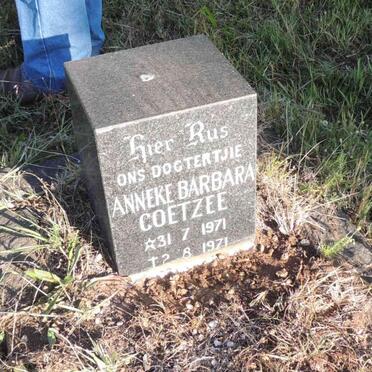 Hier Rus
ONS DOGTERTJIE
ANNEKE BARBARA
COETZEE
☆31 7 1971
†2 8 1971